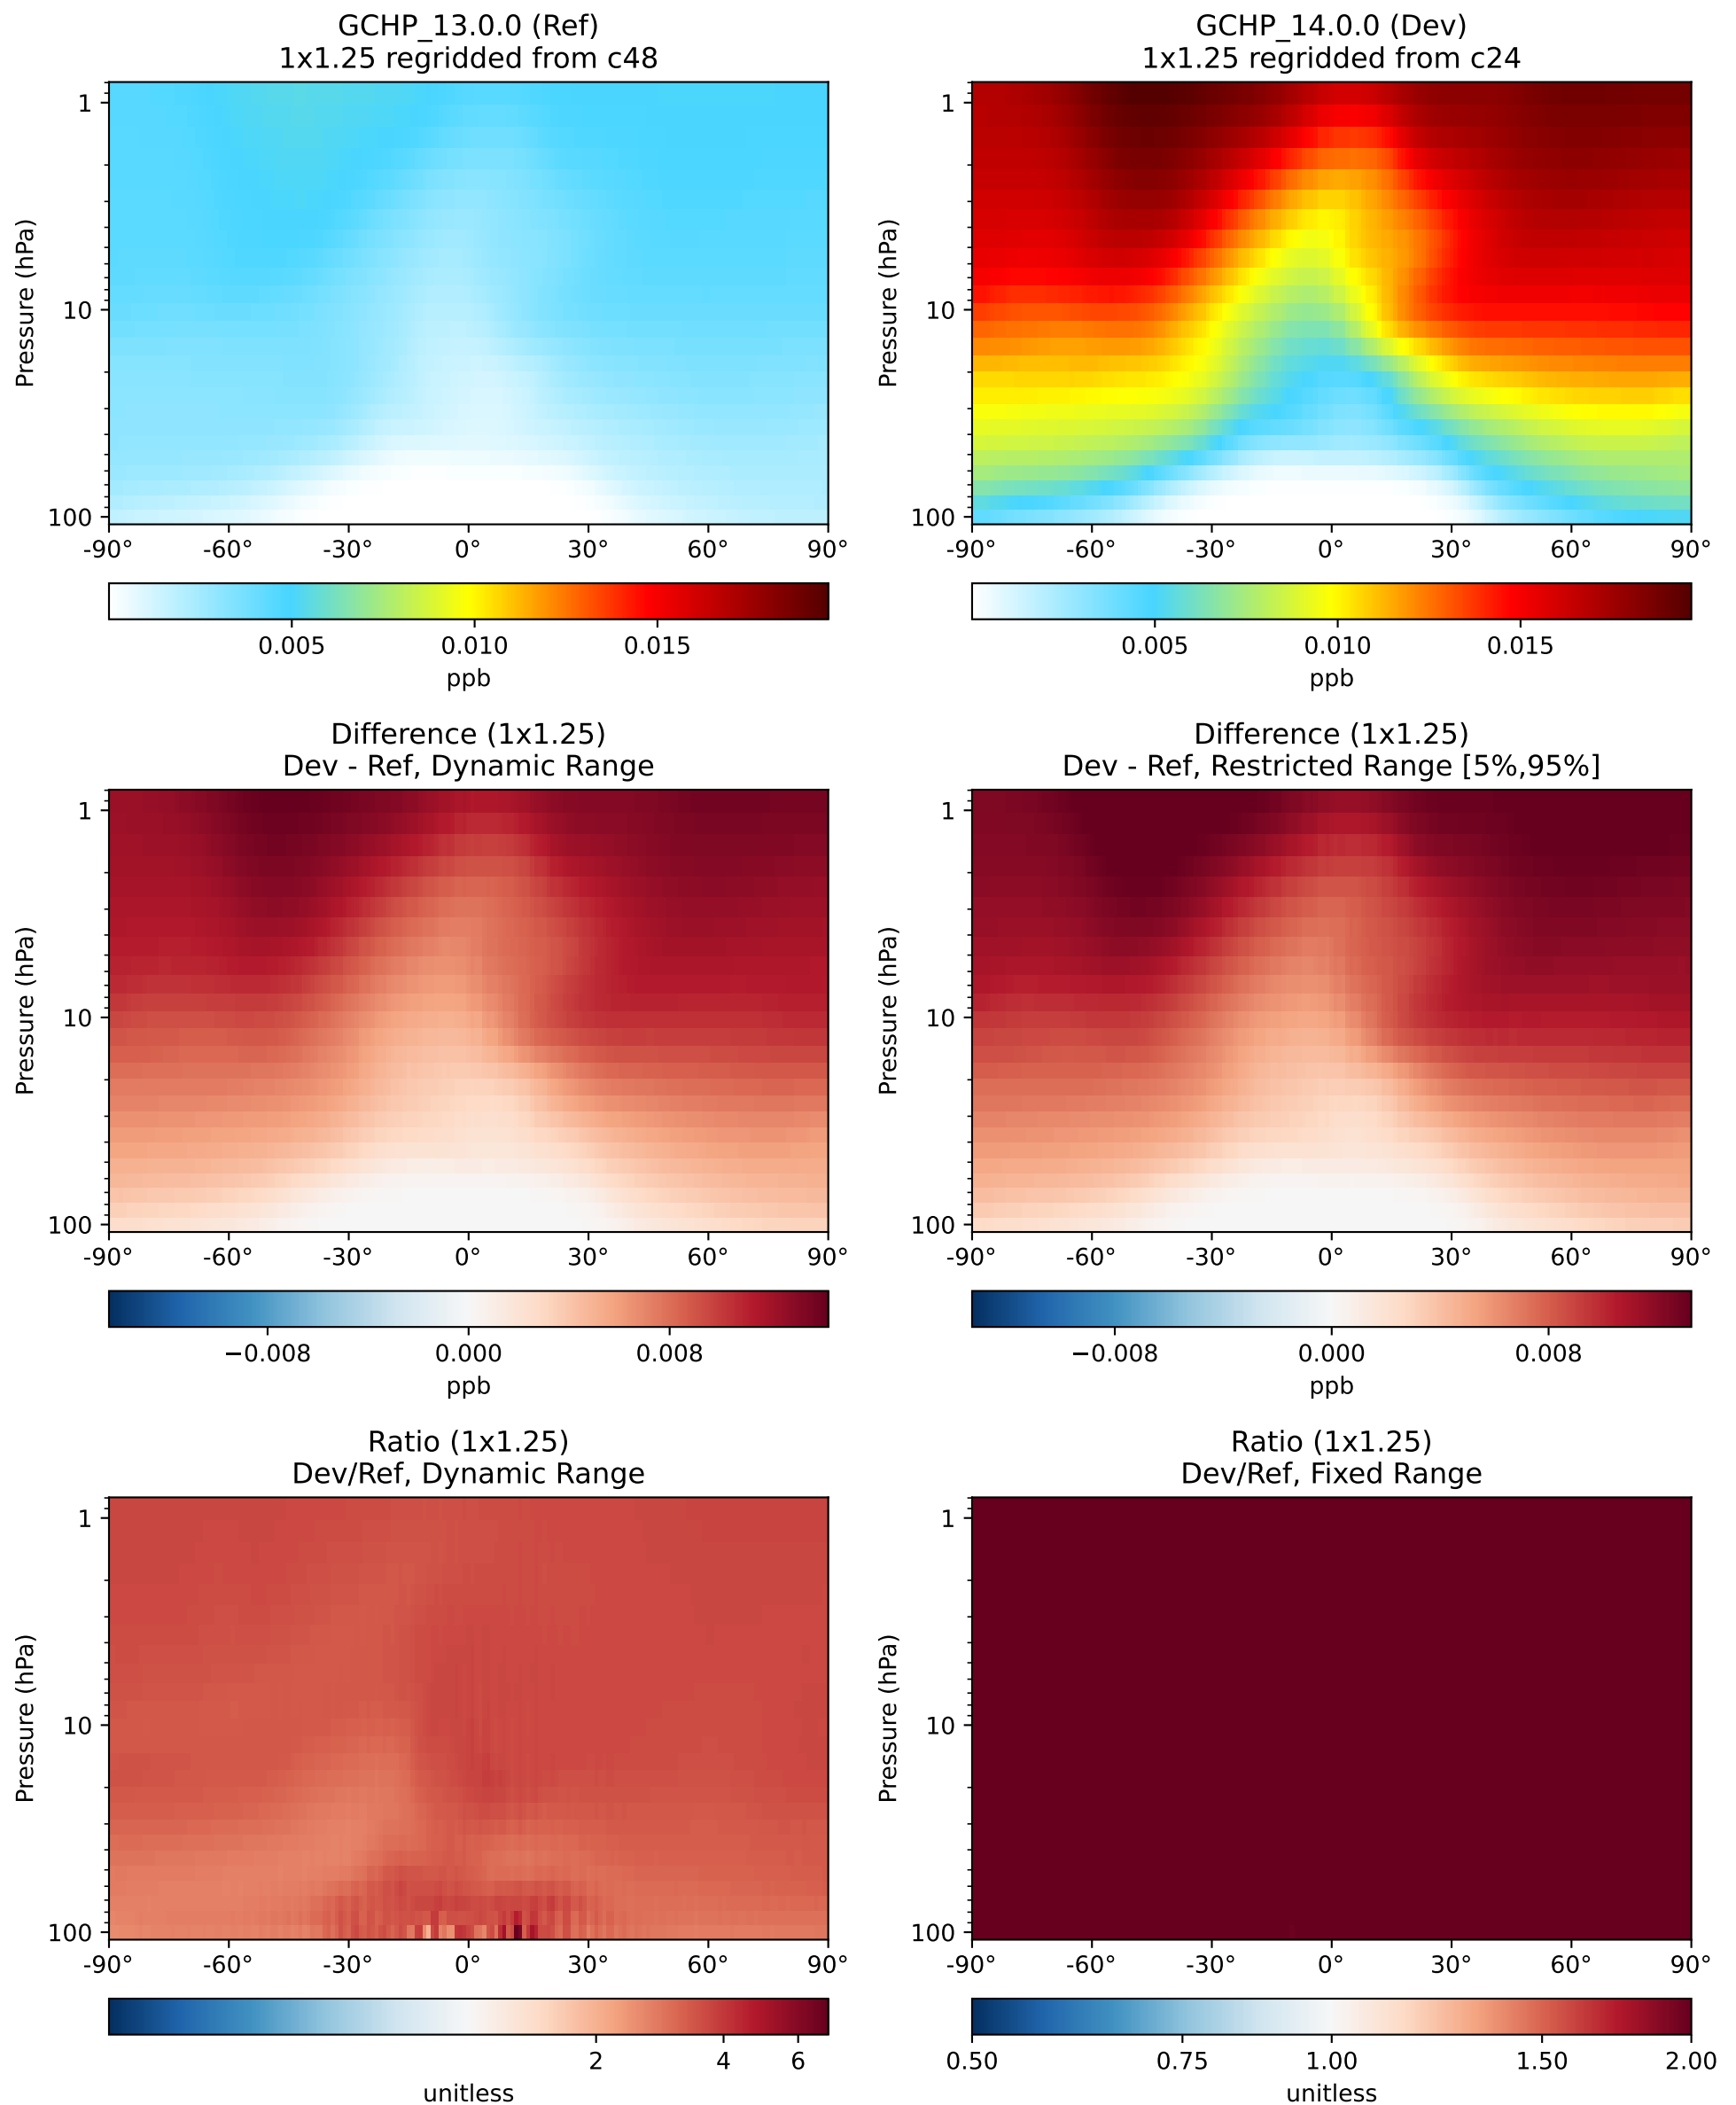 GCHP_13.0.0 (Ref)
1x1.25 regridded from c48
1
10
100
Pressure (hPa)
-90° -60° -30° 0° 30° 60° 90°
0.005 0.010 0.015
ppb
GCHP_14.0.0 (Dev)
1x1.25 regridded from c24
1
10
100
Pressure (hPa)
-90° -60° -30° 0° 30° 60° 90°
0.005 0.010 0.015
ppb
Difference (1x1.25)
Dev - Ref, Dynamic Range
1
10
100
Pressure (hPa)
-90° -60° -30° 0° 30° 60° 90°
−0.008 0.000 0.008
ppb
Difference (1x1.25)
Dev - Ref, Restricted Range [5%,95%]
1
10
100
Pressure (hPa)
-90° -60° -30° 0° 30° 60° 90°
−0.008 0.000 0.008
ppb
Ratio (1x1.25)
Dev/Ref, Dynamic Range
1
10
100
Pressure (hPa)
-90° -60° -30° 0° 30° 60° 90°
2 4 6
unitless
Ratio (1x1.25)
Dev/Ref, Fixed Range
1
10
100
Pressure (hPa)
-90° -60° -30° 0° 30° 60° 90°
0.50 0.75 1.00 1.50 2.00
unitless